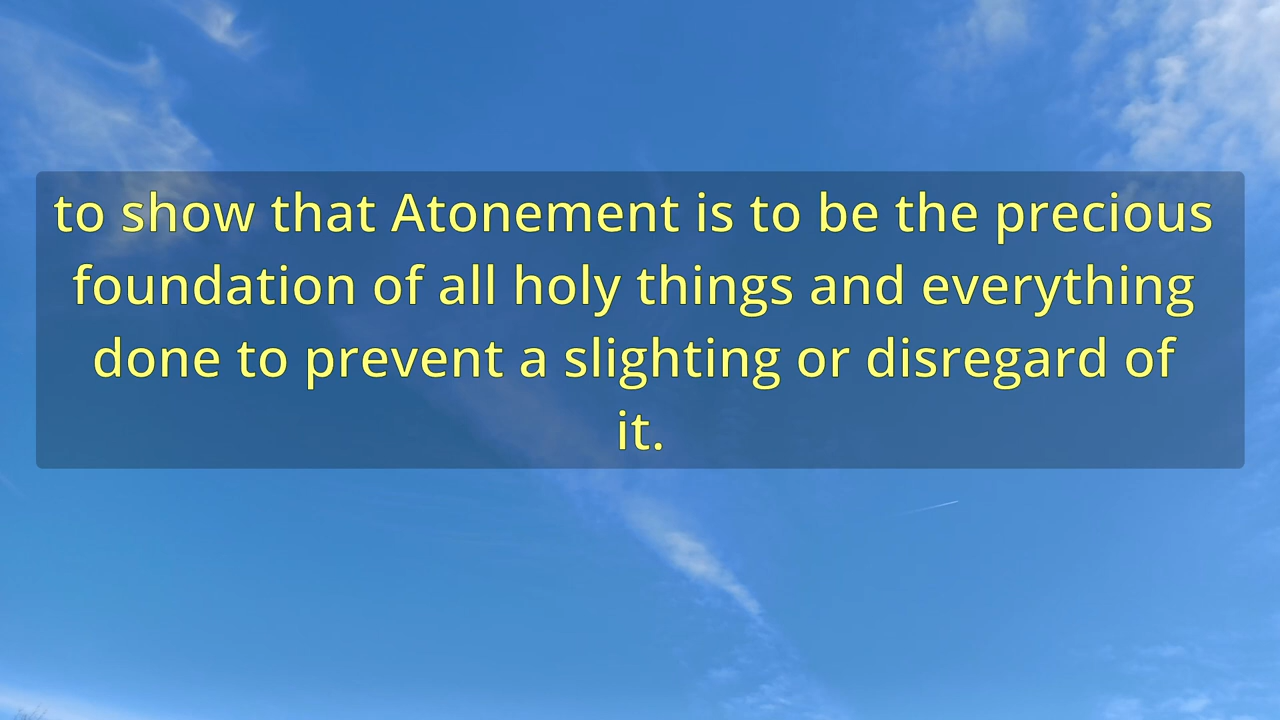 to show that Atonement is to be the precious
foundation of all holy things and everything
done to prevent a slighting or disregard of
it.